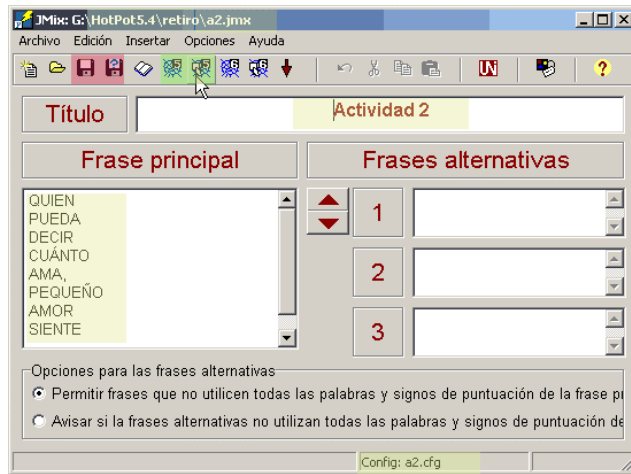 JMix: G:\HotPot5.4\retiro\a2.jmx
Archivo Edición Insertar Opciones Ayuda
Título
Actividad 2
Frase principal
Frases alternativas
QUIEN
PUEDA
DECIR
CUÁNTO
AMA,
PEQUEÑO
AMOR
SIENTE
1
2
3
Opciones para las frases alternativas
Permitir frases que no utilicen todas las palabras y signos de puntuación de la frase
Avisar si la frases alternativas no utilizan todas las palabras y signos de puntuación de
Config: a2.cfg